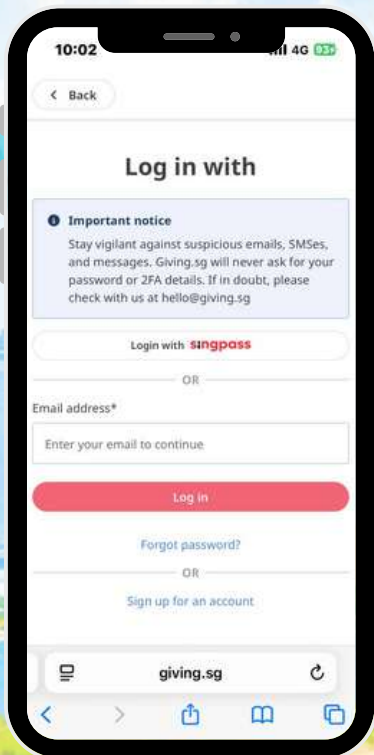 10:02
4G 93
Back
Log in with
Important notice
Stay vigilant against suspicious emails, SMSes,
and messages. Giving.sg will never ask for your
password or 2FA details. If in doubt, please
check with us at hello@giving.sg
Login with singpass
OR
Email address*
Enter your email to continue
Log in
Forgot password?
OR
Sign up for an account
giving.sg